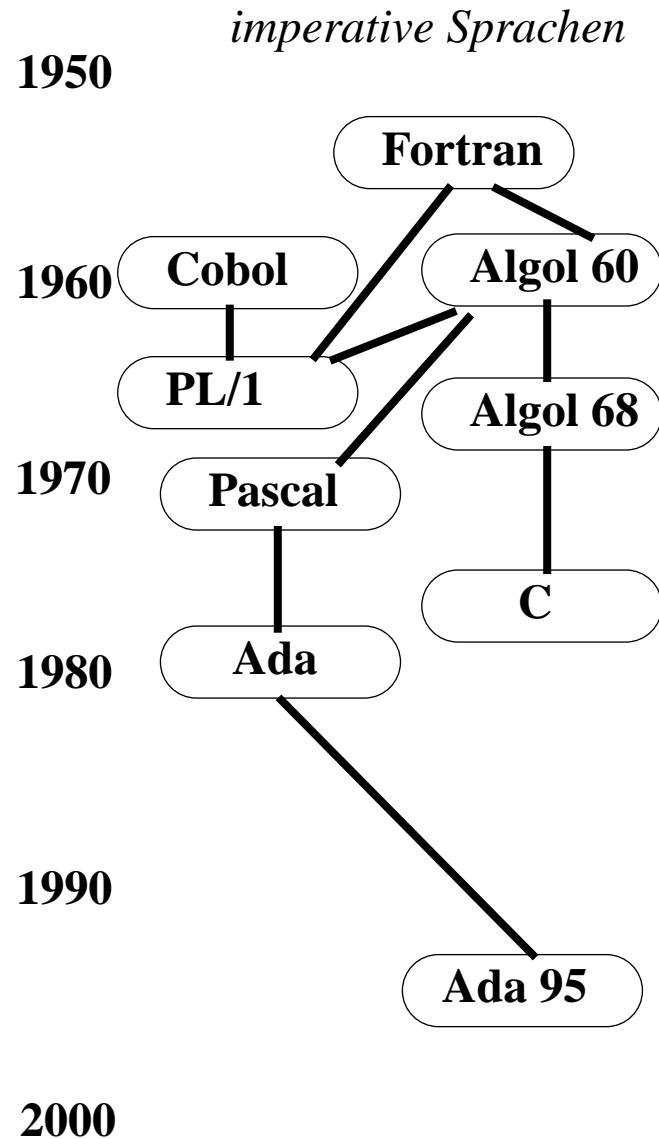 imperative Sprachen
1950
Fortran
Cobol
Algol 60
1960
PL/1
Algol 68
1970
Pascal
C
Ada
1980
1990
Ada 95
2000